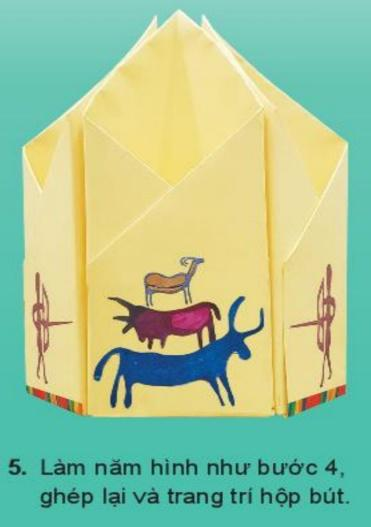 5. Làm năm hình như bước 4,
ghép lại và trang trí hộp bút.